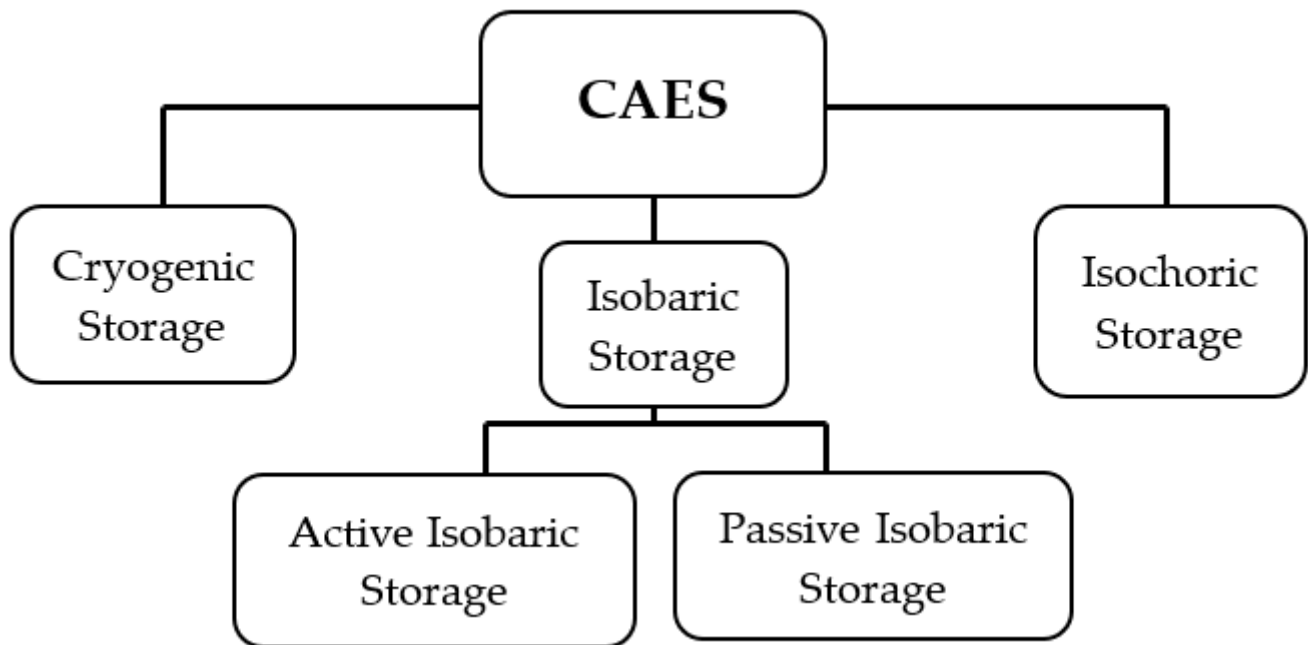 CAES
Cryogenic
Storage
Isobaric
Storage
Isochoric
Storage
Active Isobaric
Storage
Passive Isobaric
Storage